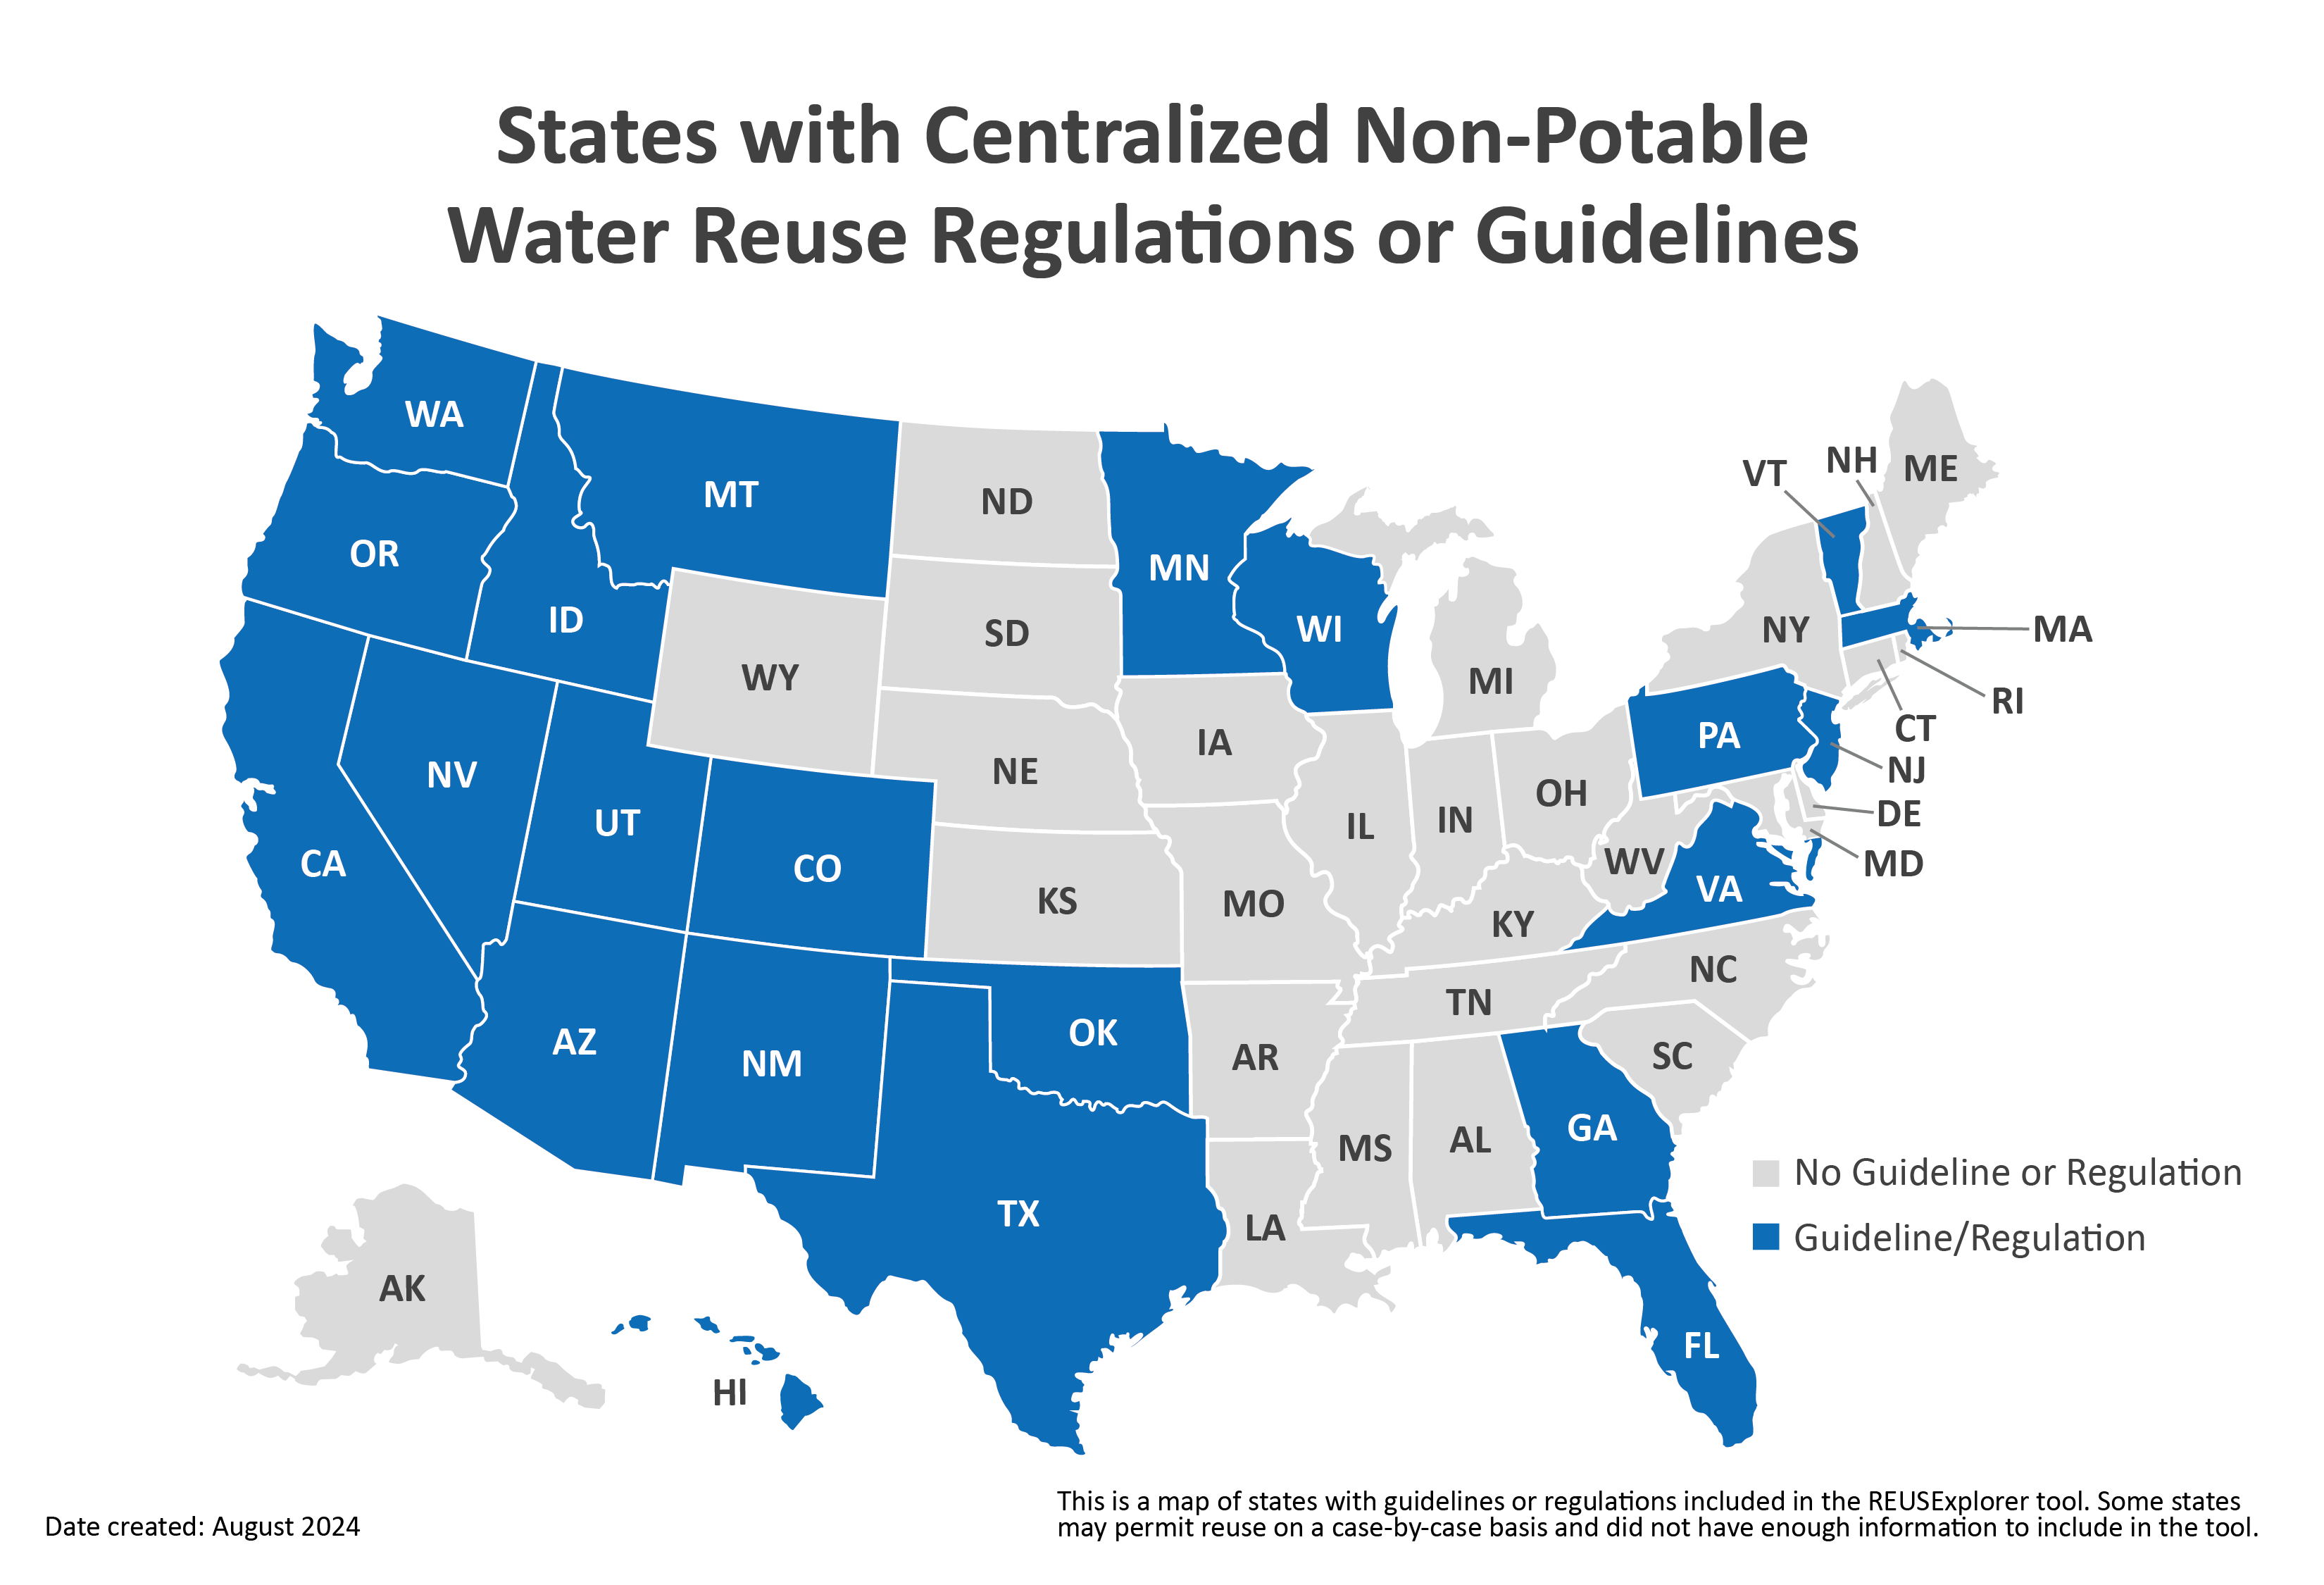 States with Centralized Non-Potable
Water Reuse Regulations or Guidelines
WA
MT
ND
MN
VT
NH
ME
OR
ID
SD
WI
NY
MA
WY
MI
RI
NV
NE
IA
PA
CT
NJ
UT
CO
IL
IN
OH
DE
CA
KS
MO
KY
WV
VA
MD
AZ
NM
OK
AR
TN
NC
SC
TX
LA
MS
AL
GA
No Guideline or Regulation
Guideline/Regulation
AK
HI
FL
Date created: August 2024
This is a map of states with guidelines or regulations included in the REUSExplorer tool. Some states
may permit reuse on a case-by-case basis and did not have enough information to include in the tool.